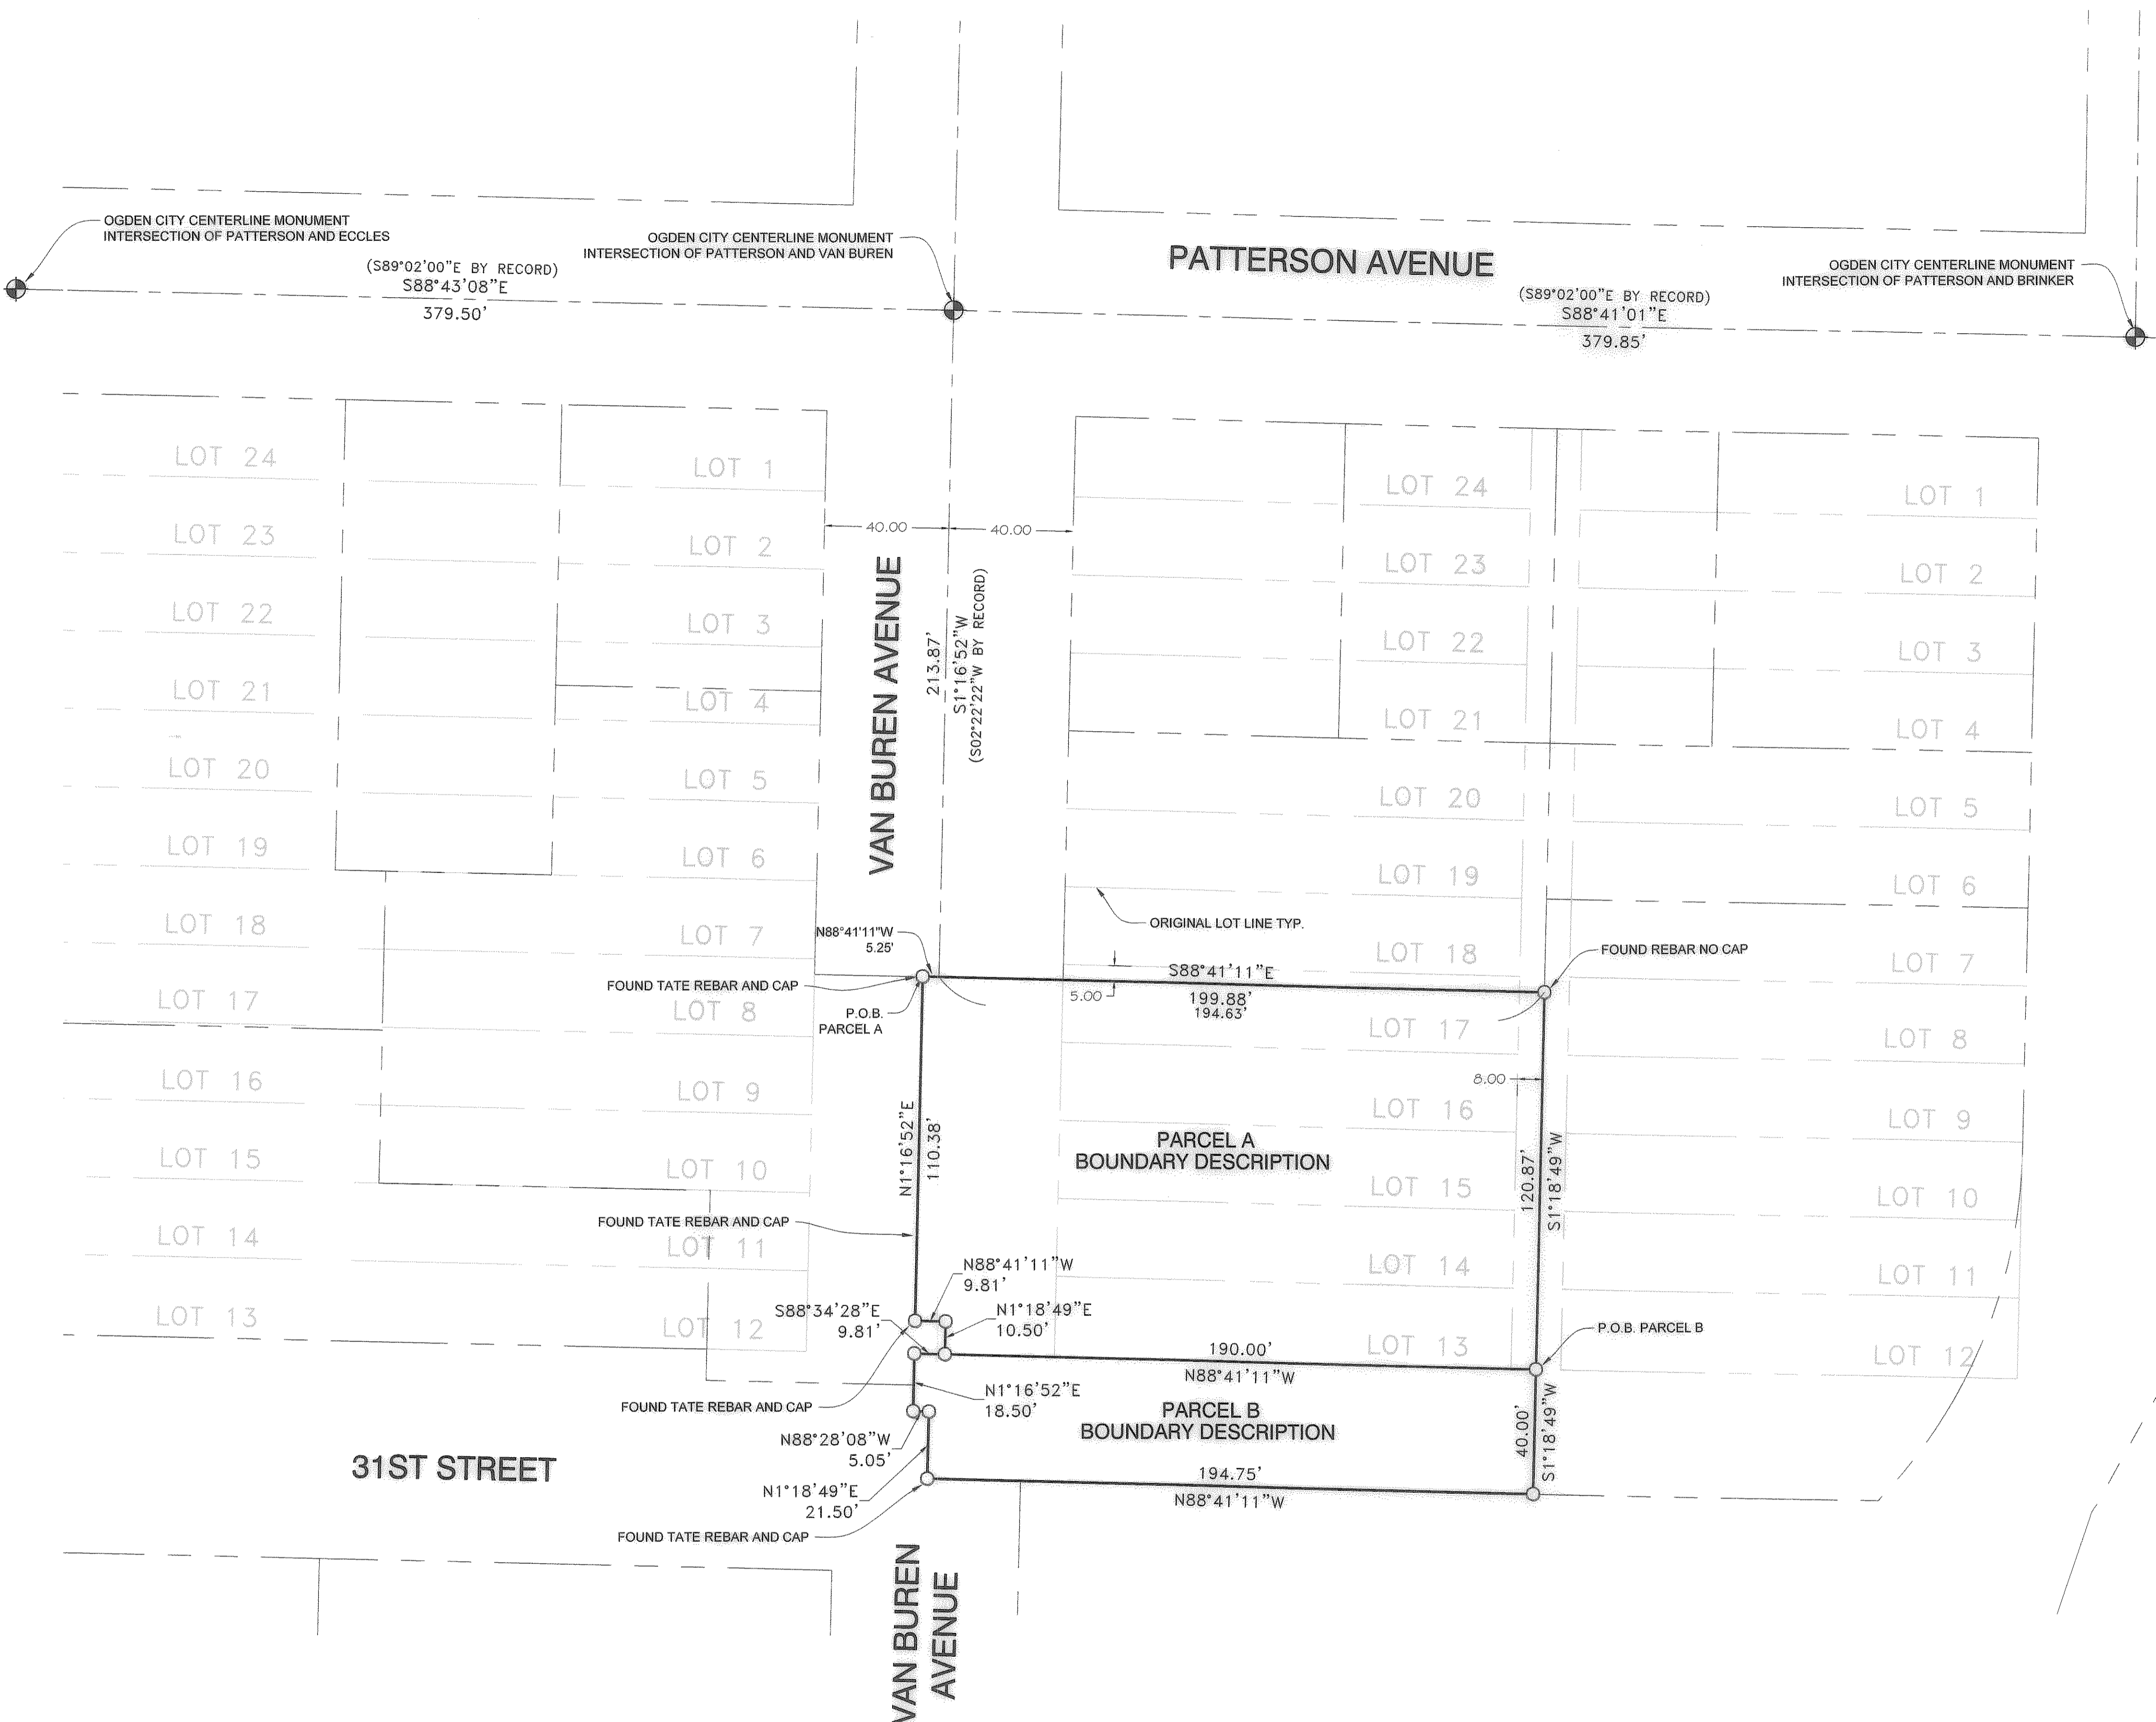 OGDEN CITY CENTERLINE MONUMENT
INTERSECTION OF PATTERSON AND ECCLES
(S89°02'00"E BY RECORD)
S88°43'08"E
379.50'
OGDEN CITY CENTERLINE MONUMENT
INTERSECTION OF PATTERSON AND VAN BUREN
PATTERSON AVENUE
(S89°02'00"E BY RECORD)
S88°41'01"E
379.85'
OGDEN CITY CENTERLINE MONUMENT
INTERSECTION OF PATTERSON AND BRINKER
LOT 24
LOT 23
LOT 22
LOT 21
LOT 20
LOT 19
LOT 18
LOT 17
LOT 16
LOT 15
LOT 14
LOT 13
LOT 1
LOT 2
LOT 3
LOT 4
LOT 5
LOT 6
LOT 7
LOT 8
LOT 9
LOT 10
LOT 11
LOT 12
40.00
40.00
VAN BUREN AVENUE
213.87'
S1°16'52"W
(S02°22'22"W BY RECORD)
LOT 24
LOT 23
LOT 22
LOT 21
LOT 20
LOT 19
LOT 18
LOT 17
LOT 16
LOT 15
LOT 14
LOT 13
LOT 1
LOT 2
LOT 3
LOT 4
LOT 5
LOT 6
LOT 7
LOT 8
LOT 9
LOT 10
LOT 11
LOT 12
ORIGINAL LOT LINE TYP.
N88°41'11"W
5.25'
FOUND TATE REBAR AND CAP
P.O.B.
PARCEL A
5.00
S88°41'11"E
199.88'
194.63'
FOUND REBAR NO CAP
8.00
N1°16'52"E
110.38'
PARCEL A
BOUNDARY DESCRIPTION
120.87'
S1°18'49"W
FOUND TATE REBAR AND CAP
N88°41'11"W
9.81'
S88°34'28"E
9.81'
N1°18'49"E
10.50'
190.00'
N88°41'11"W
P.O.B. PARCEL B
FOUND TATE REBAR AND CAP
N1°16'52"E
18.50'
PARCEL B
BOUNDARY DESCRIPTION
40.00'
S1°18'49"W
N88°28'08"W
5.05'
31ST STREET
N1°18'49"E
21.50'
194.75'
N88°41'11"W
FOUND TATE REBAR AND CAP
VAN BUREN
AVENUE